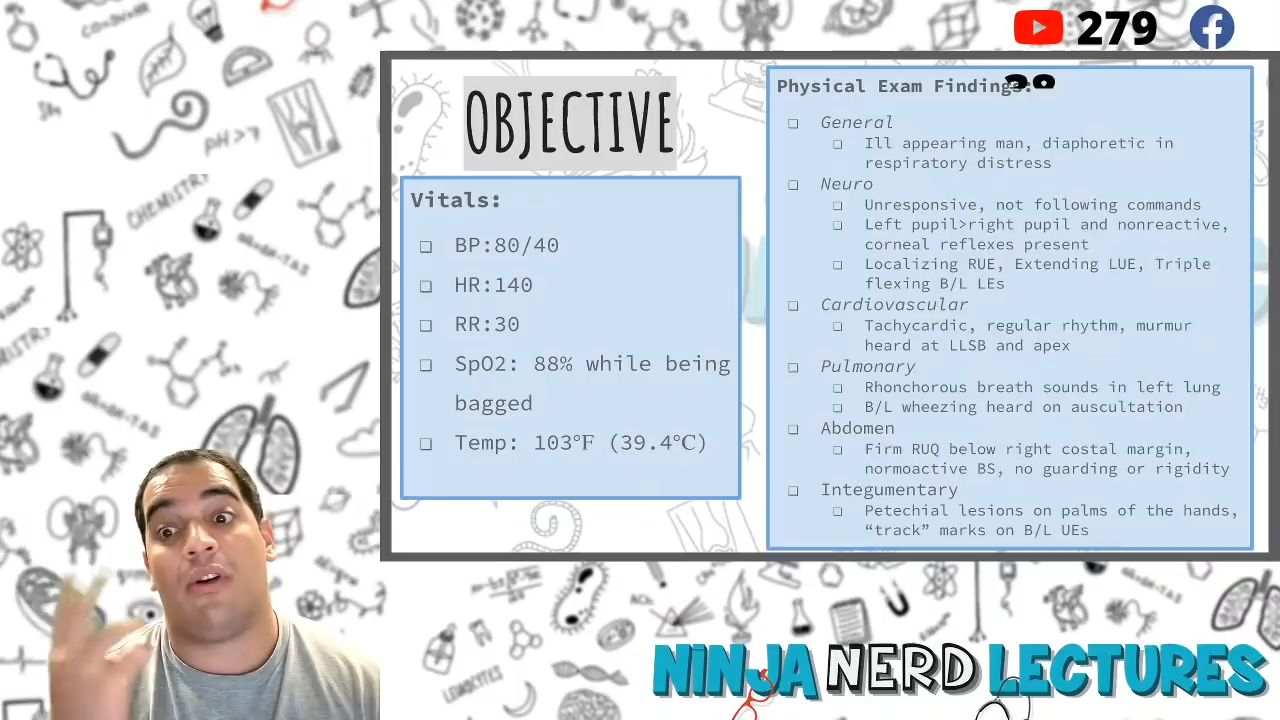 279
OBJECTIVE
Vitals:
❑ BP:80/40
❑ HR:140
❑ RR:30
❑ SpO2: 88% while being
bagged
❑ Temp: 103°F (39.4°C)
Physical Exam Findings:
❑ General
❑ Ill appearing man, diaphoretic in
respiratory distress
❑ Neuro
❑ Unresponsive, not following commands
❑ Left pupil>right pupil and nonreactive,
corneal reflexes present
❑ Localizing RUE, Extending LUE, Triple
flexing B/L LEs
❑ Cardiovascular
❑ Tachycardic, regular rhythm, murmur
heard at LLSB and apex
❑ Pulmonary
❑ Rhonchorous breath sounds in left lung
❑ B/L wheezing heard on auscultation
❑ Abdomen
❑ Firm RUQ below right costal margin,
normoactive BS, no guarding or rigidity
❑ Integumentary
❑ Petechial lesions on palms of the hands,
“track” marks on B/L UEs
pH>7
CHEMISTRY
NINJA NERD LECTURES